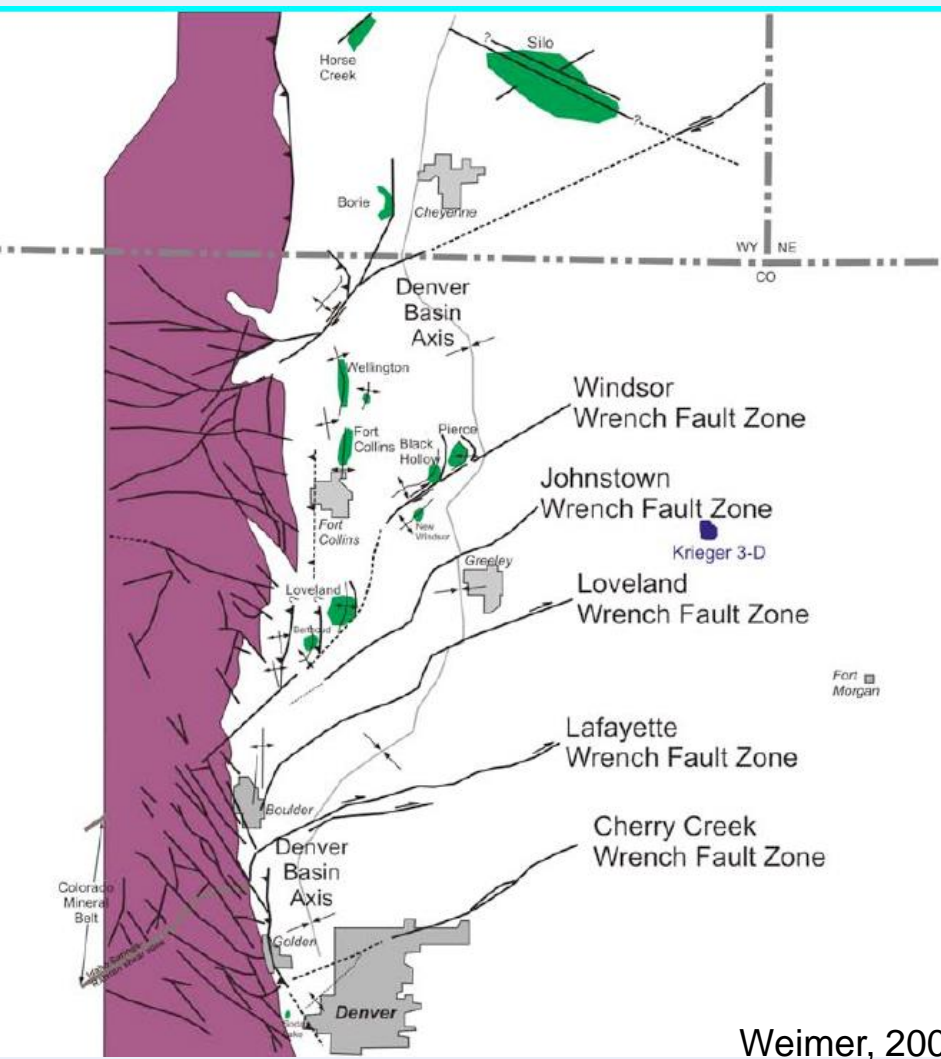 Horse
Creek
?
Silo
?
Borie
Cheyenne
WY NE
CO
Denver
Basin
Axis
Wellington
Windsor
Wrench Fault Zone
Fort
Collins
Black
Hollow
Pierce
Johnstown
Wrench Fault Zone
Fort
Collins
New
Windsor
Krieger 3-D
Greeley
Loveland
Loveland
Wrench Fault Zone
?
?
Berthoud
Fort
Morgan
Lafayette
Wrench Fault Zone
Boulder
Cherry Creek
Wrench Fault Zone
Denver
Basin
Axis
Colorado
Mineral
Belt
Golden
Denver
Weimer, 200